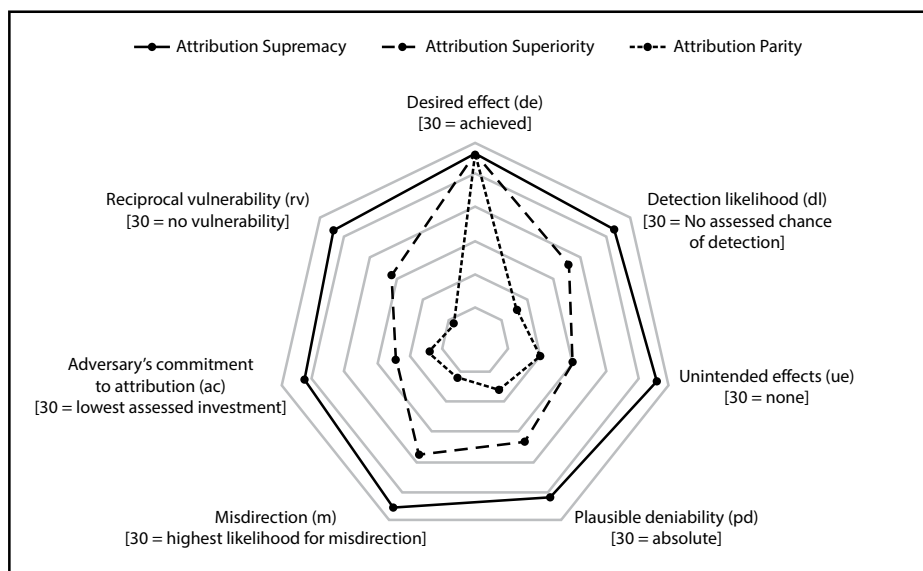 Attribution Supremacy Attribution Superiority Attribution Parity
Desired effect (de)
[30 = achieved]
Reciprocal vulnerability (rv)
[30 = no vulnerability]
Detection likelihood (dl)
[30 = No assessed chance
of detection]
Adversary’s commitment
to attribution (ac)
[30 = lowest assessed investment]
Unintended effects (ue)
[30 = none]
Misdirection (m)
[30 = highest likelihood for misdirection]
Plausible deniability (pd)
[30 = absolute]